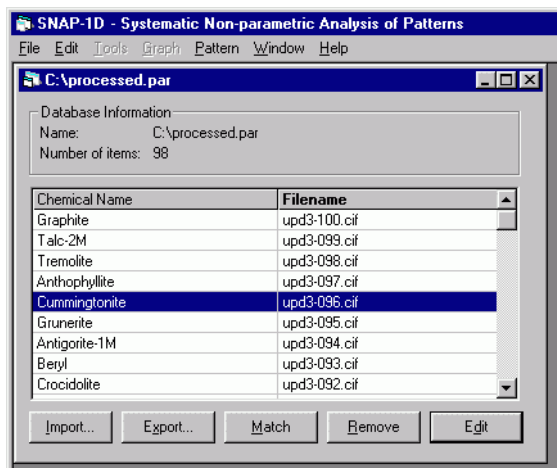 SNAP-1D - Systematic Non-parametric Analysis of Patterns
File Edit Tools Graph Pattern Window Help
C:\processed.par
Database Information
Name: C:\processed.par
Number of items: 98
Chemical Name Filename
Graphite upd3-100.cif
Talc-2M upd3-099.cif
Tremolite upd3-098.cif
Anthophyllite upd3-097.cif
Cummingtonite upd3-096.cif
Grunerite upd3-095.cif
Antigorite-1M upd3-094.cif
Beryl upd3-093.cif
Crocidolite upd3-092.cif
Import... Export... Match Remove Edit